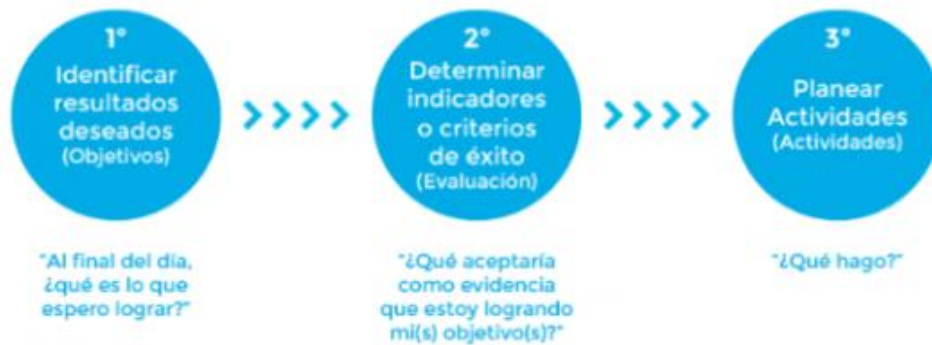 1°
Identificar
resultados
deseados
(Objetivos)
"Al final del día,
¿qué es lo que
espero lograr?"
2°
Determinar
indicadores
o criterios
de éxito
(Evaluación)
"¿Qué aceptaría
como evidencia
que estoy logrando
mi(s) objetivo(s)?"
3°
Planear
Actividades
(Actividades)
"¿Qué hago?"